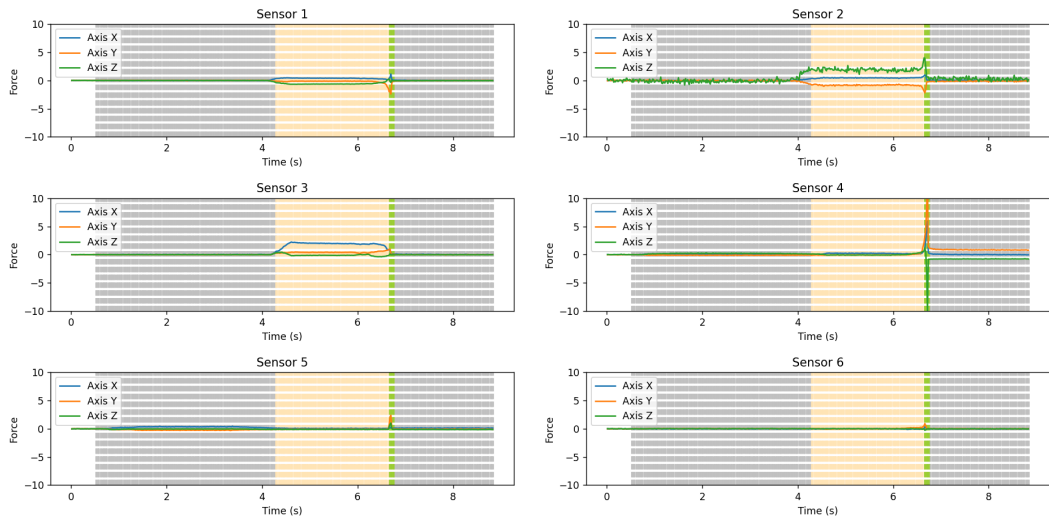 Sensor 1
Force
10
5
0
−5
−10
Axis X
Axis Y
Axis Z
0
2
4
6
8
Time (s)
Sensor 2
Force
10
5
0
−5
−10
Axis X
Axis Y
Axis Z
0
2
4
6
8
Time (s)
Sensor 3
Force
10
5
0
−5
−10
Axis X
Axis Y
Axis Z
0
2
4
6
8
Time (s)
Sensor 4
Force
10
5
0
−5
−10
Axis X
Axis Y
Axis Z
0
2
4
6
8
Time (s)
Sensor 5
Force
10
5
0
−5
−10
Axis X
Axis Y
Axis Z
0
2
4
6
8
Time (s)
Sensor 6
Force
10
5
0
−5
−10
Axis X
Axis Y
Axis Z
0
2
4
6
8
Time (s)